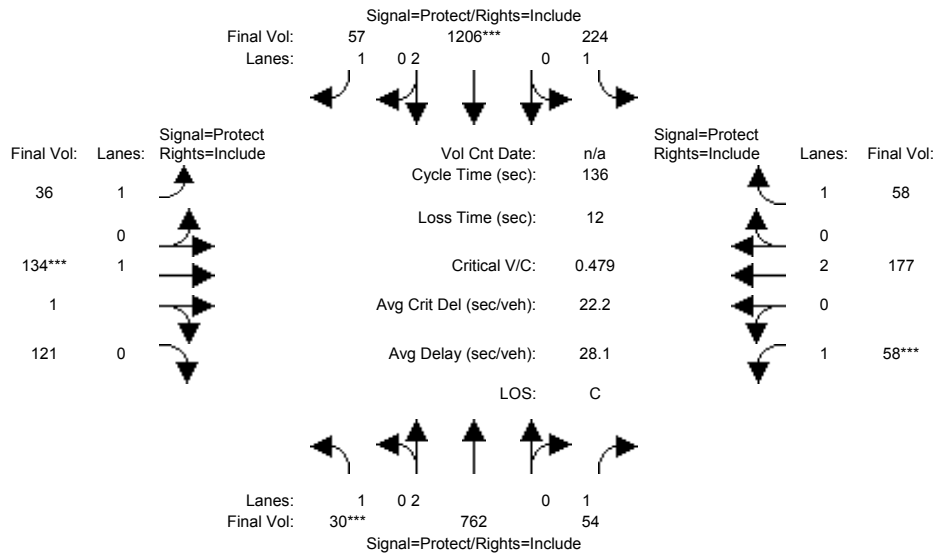 Signal=Protect/Rights=Include
Final Vol: 57 1206*** 224
Lanes: 1 0 2 0 1
Signal=Protect Signal=Protect
Final Vol: Lanes: Rights=Include Vol Cnt Date: n/a Rights=Include Lanes: Final Vol:
Cycle Time (sec): 136
36 1 1 58
Loss Time (sec): 12
0 0
134*** 1 Critical V/C: 0.479 2 177
1 Avg Crit Del (sec/veh): 22.2 0
121 0 Avg Delay (sec/veh): 28.1 1 58***
LOS: C
Lanes: 1 0 2 0 1
Final Vol: 30*** 762 54
Signal=Protect/Rights=Include